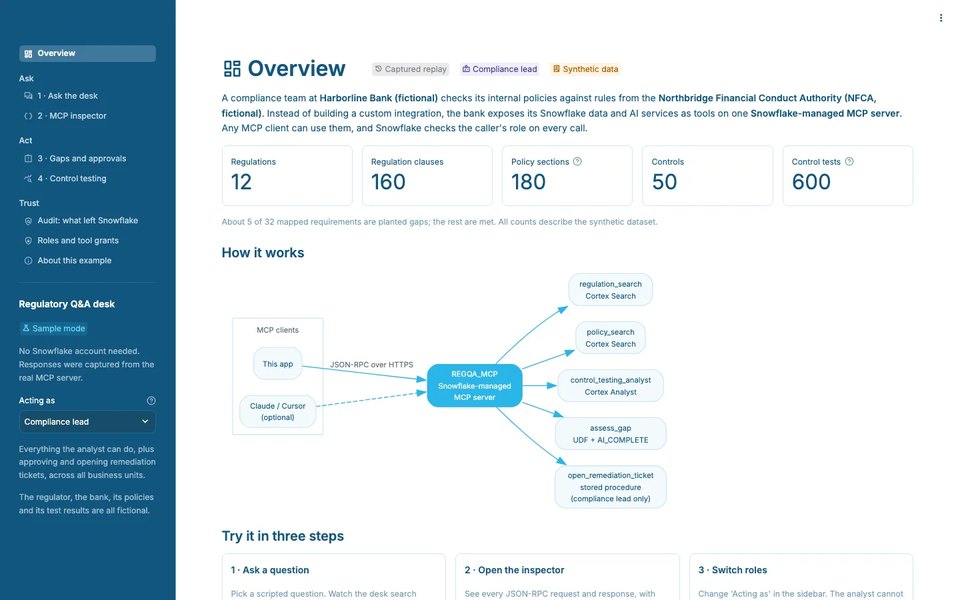 Overview
Ask
1 · Ask the desk
2 · MCP inspector
Act
3 · Gaps and approvals
4 · Control testing
Trust
Audit: what left Snowflake
Roles and tool grants
About this example
Regulatory Q&A desk
Sample mode
No Snowflake account needed.
Responses were captured from the
real MCP server.
Acting as
Compliance lead
Everything the analyst can do, plus
approving and opening remediation
tickets, across all business units.
The regulator, the bank, its policies
and its test results are all fictional.
Overview
Captured replay
Compliance lead
Synthetic data
A compliance team at Harborline Bank (fictional) checks its internal policies against rules from the Northbridge Financial Conduct Authority (NFCA,
fictional). Instead of building a custom integration, the bank exposes its Snowflake data and AI services as tools on one Snowflake-managed MCP server.
Any MCP client can use them, and Snowflake checks the caller's role on every call.
Regulations
12
Regulation clauses
160
Policy sections
180
Controls
50
Control tests
600
About 5 of 32 mapped requirements are planted gaps; the rest are met. All counts describe the synthetic dataset.
How it works
MCP clients
This app
Claude / Cursor
(optional)
JSON-RPC over HTTPS
REGQA_MCP
Snowflake-managed
MCP server
regulation_search
Cortex Search
policy_search
Cortex Search
control_testing_analyst
Cortex Analyst
assess_gap
UDF + AI_COMPLETE
open_remediation_ticket
stored procedure
(compliance lead only)
Try it in three steps
1 · Ask a question
Pick a scripted question. Watch the desk search
2 · Open the inspector
See every JSON-RPC request and response, with
3 · Switch roles
Change 'Acting as' in the sidebar. The analyst cannot